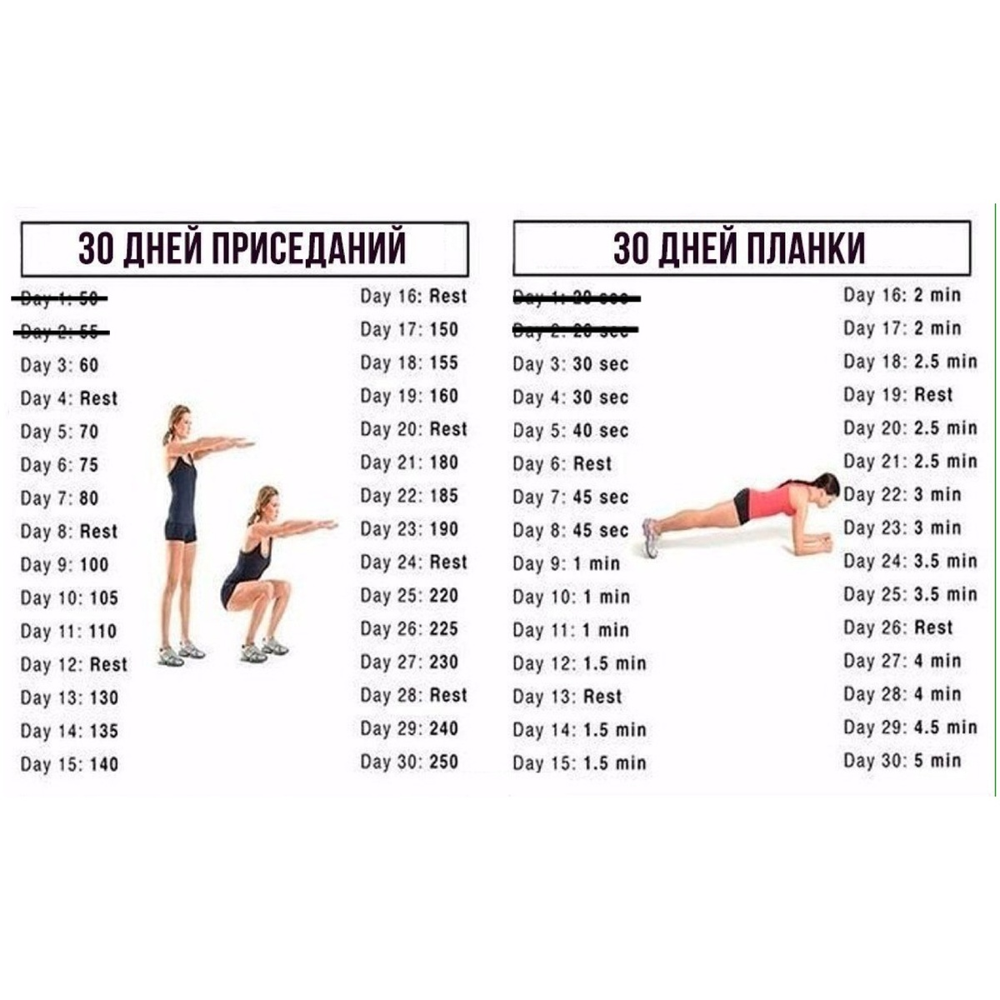 30 ДНЕЙ ПРИСЕДАНИЙ
Day 1: 50
Day 2: 55
Day 3: 60
Day 4: Rest
Day 5: 70
Day 6: 75
Day 7: 80
Day 8: Rest
Day 9: 100
Day 10: 105
Day 11: 110
Day 12: Rest
Day 13: 130
Day 14: 135
Day 15: 140
Day 16: Rest
Day 17: 150
Day 18: 155
Day 19: 160
Day 20: Rest
Day 21: 180
Day 22: 185
Day 23: 190
Day 24: Rest
Day 25: 220
Day 26: 225
Day 27: 230
Day 28: Rest
Day 29: 240
Day 30: 250
30 ДНЕЙ ПЛАНКИ
Day 1: 20 sec
Day 2: 20 sec
Day 3: 30 sec
Day 4: 30 sec
Day 5: 40 sec
Day 6: Rest
Day 7: 45 sec
Day 8: 45 sec
Day 9: 1 min
Day 10: 1 min
Day 11: 1 min
Day 12: 1.5 min
Day 13: Rest
Day 14: 1.5 min
Day 15: 1.5 min
Day 16: 2 min
Day 17: 2 min
Day 18: 2.5 min
Day 19: Rest
Day 20: 2.5 min
Day 21: 2.5 min
Day 22: 3 min
Day 23: 3 min
Day 24: 3.5 min
Day 25: 3.5 min
Day 26: Rest
Day 27: 4 min
Day 28: 4 min
Day 29: 4.5 min
Day 30: 5 min